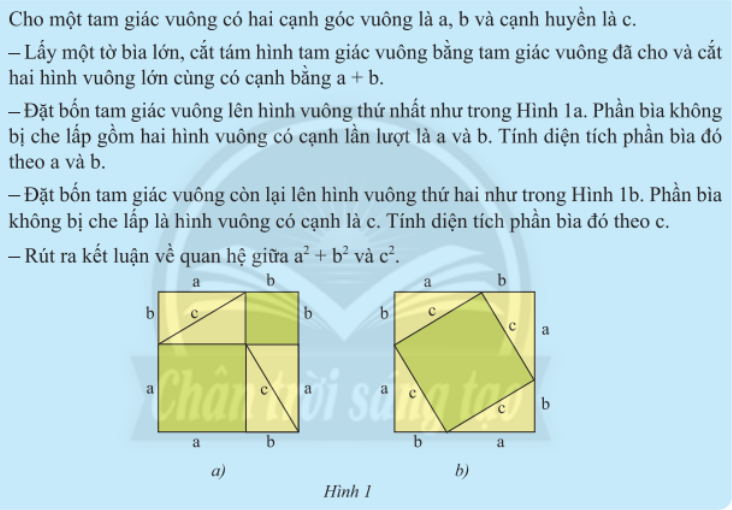 Cho một tam giác vuông có hai cạnh góc vuông là a, b và cạnh huyền là c.
– Lấy một tờ bìa lớn, cắt tám hình tam giác vuông bằng tam giác vuông đã cho và cắt
hai hình vuông lớn cùng có cạnh bằng a + b.
– Đặt bốn tam giác vuông lên hình vuông thứ nhất như trong Hình 1a. Phần bìa không
bị che lấp gồm hai hình vuông có cạnh lần lượt là a và b. Tính diện tích phần bìa đó
theo a và b.
– Đặt bốn tam giác vuông còn lại lên hình vuông thứ hai như trong Hình 1b. Phần bìa
không bị che lấp là hình vuông có cạnh là c. Tính diện tích phần bìa đó theo c.
– Rút ra kết luận về quan hệ giữa a² + b² và c².
a b a b
b c b b c c a
a c a a c c b
a b b a
a) b)
Hình 1
Chân trời sáng tạo